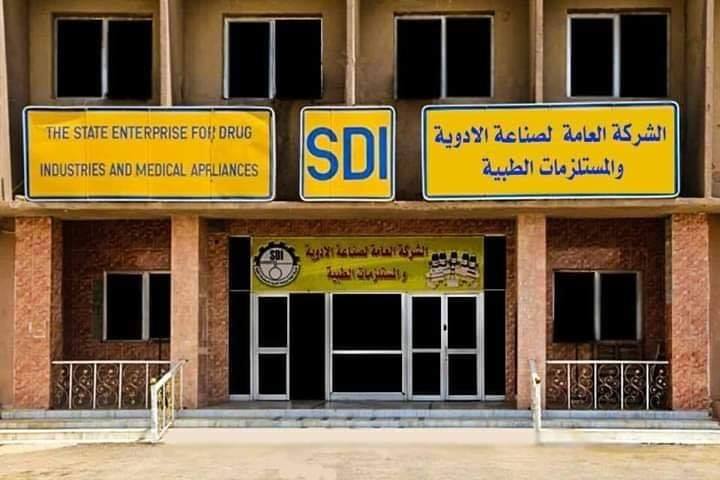 THE STATE ENTERPRISE FOR DRUG
INDUSTRIES AND MEDICAL APPLIANCES
SDI
الشركة العامة لصناعة الادوية
والمستلزمات الطبية
SDI
الشركة العامة لصناعة الادوية
والمستلزمات الطبية